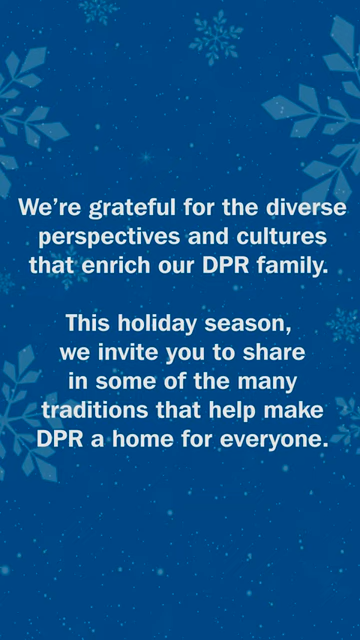 We’re grateful for the diverse
perspectives and cultures
that enrich our DPR family.
This holiday season,
we invite you to share
in some of the many
traditions that help make
DPR a home for everyone.